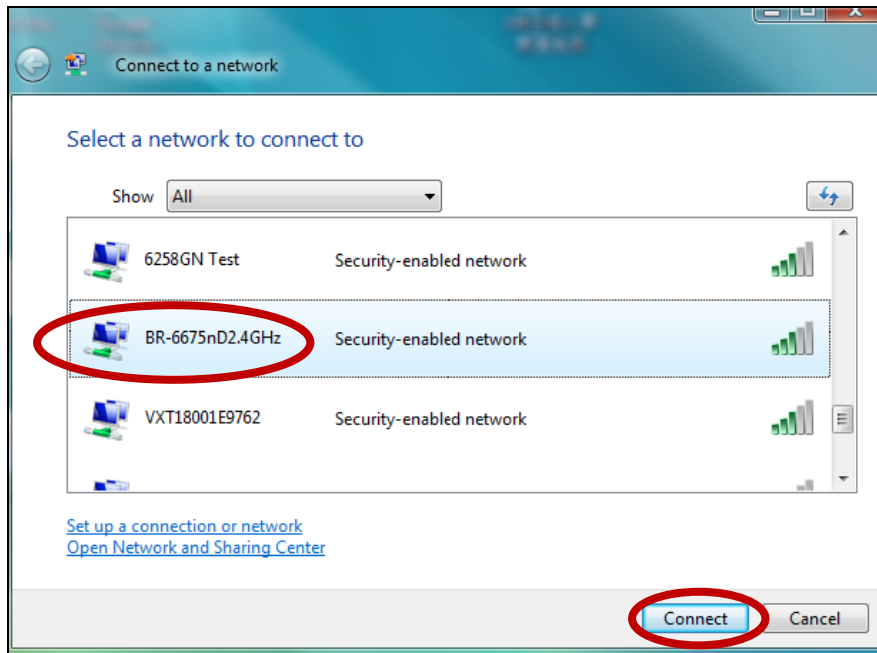 Connect to a network
Select a network to connect to
Show All
6258GN Test Security-enabled network
BR-6675nD2.4GHz Security-enabled network
VXT18001E9762 Security-enabled network
Set up a connection or network
Open Network and Sharing Center
Connect Cancel